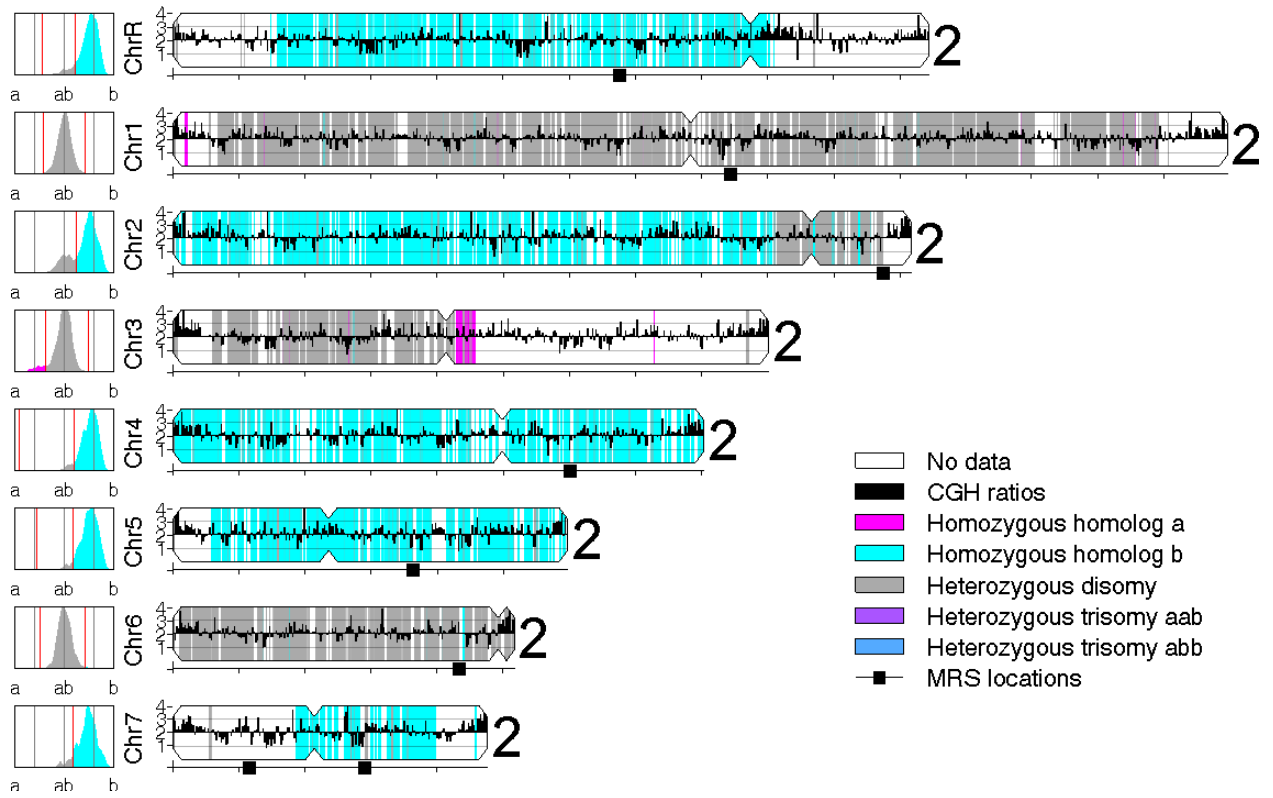 4
3
2
1
ChrR
2
a ab b
4
3
2
1
Chr1
2
a ab b
4
3
2
1
Chr2
2
a ab b
4
3
2
1
Chr3
2
a ab b
4
3
2
1
Chr4
2
a ab b
4
3
2
1
Chr5
2
a ab b
4
3
2
1
Chr6
2
a ab b
4
3
2
1
Chr7
2
a ab b
No data
CGH ratios
Homozygous homolog a
Homozygous homolog b
Heterozygous disomy
Heterozygous trisomy aab
Heterozygous trisomy abb
MRS locations